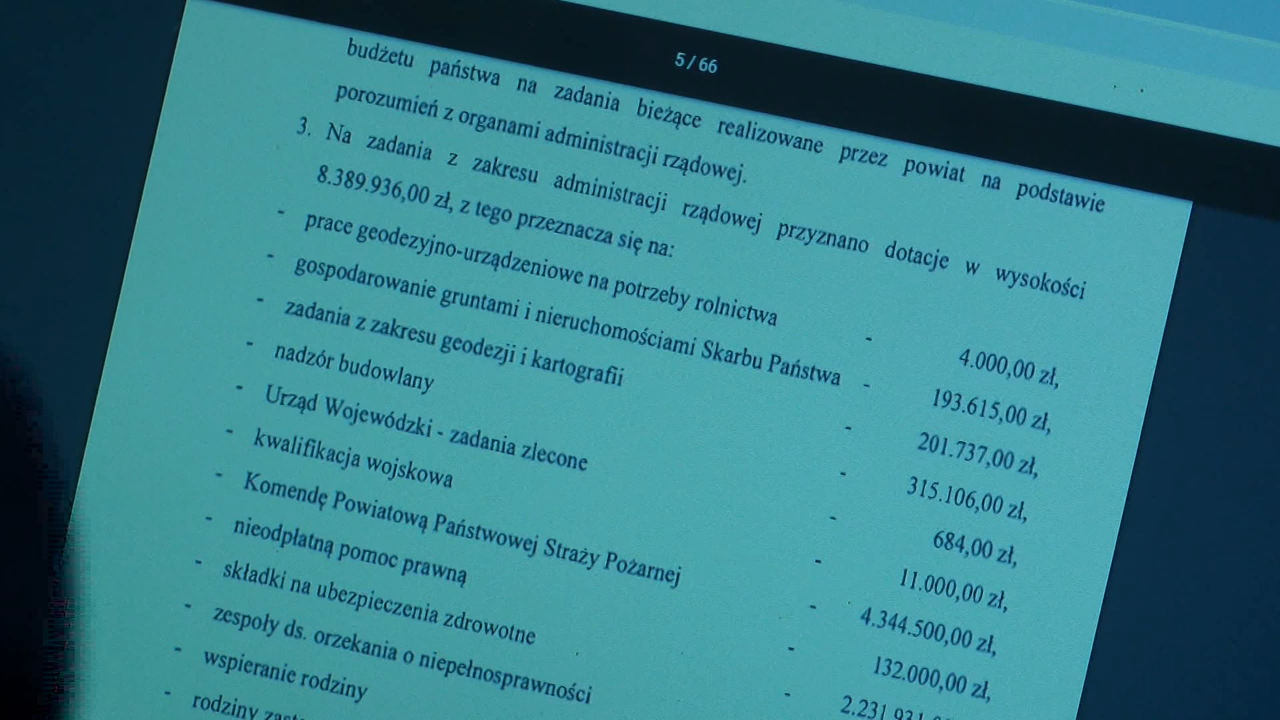 5 / 66
budżetu państwa na zadania bieżące realizowane przez powiat na podstawie
porozumień z organami administracji rządowej.
3. Na zadania z zakresu administracji rządowej przyznano dotacje w wysokości
8.389.936,00 zł, z tego przeznacza się na:
- prace geodezyjno-urządzeniowe na potrzeby rolnictwa - 4.000,00 zł,
- gospodarowanie gruntami i nieruchomościami Skarbu Państwa - 193.615,00 zł,
- zadania z zakresu geodezji i kartografii - 201.737,00 zł,
- nadzór budowlany - 315.106,00 zł,
- Urząd Wojewódzki - zadania zlecone - 684,00 zł,
- kwalifikacja wojskowa - 11.000,00 zł,
- Komendę Powiatową Państwowej Straży Pożarnej - 4.344.500,00 zł,
- nieodpłatną pomoc prawną - 132.000,00 zł,
- składki na ubezpieczenia zdrowotne - 2.231.931
- zespoły ds. orzekania o niepełnosprawności
- wspieranie rodziny
- rodziny